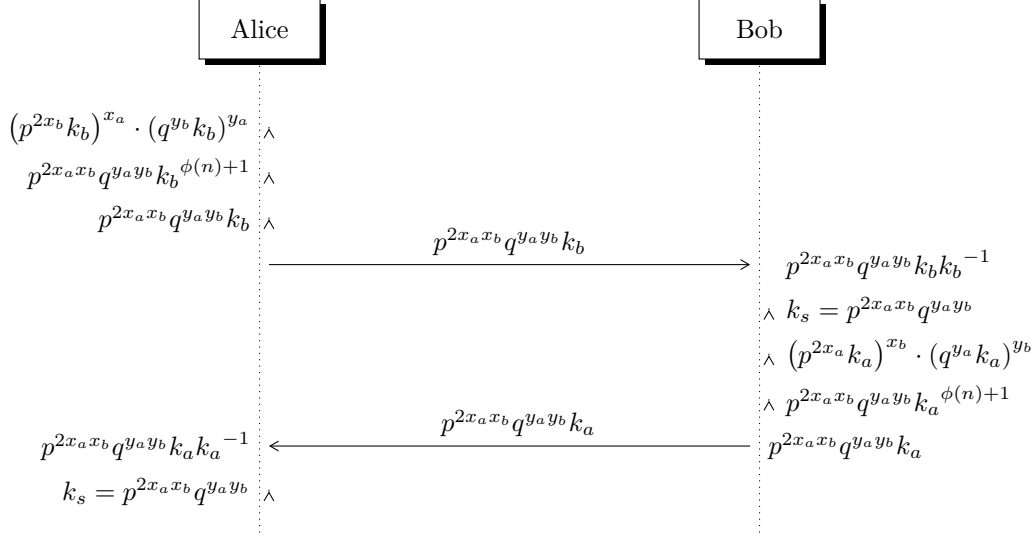 Alice
Bob
(p^{2x_b}k_b)^{x_a} · (q^{y_b}k_b)^{y_a}
p^{2x_a x_b}q^{y_a y_b}k_b^{ϕ(n)+1}
p^{2x_a x_b}q^{y_a y_b}k_b
p^{2x_a x_b}q^{y_a y_b}k_b
p^{2x_a x_b}q^{y_a y_b}k_b k_b^{-1}
k_s = p^{2x_a x_b}q^{y_a y_b}
(p^{2x_a}k_a)^{x_b} · (q^{y_a}k_a)^{y_b}
p^{2x_a x_b}q^{y_a y_b}k_a^{ϕ(n)+1}
p^{2x_a x_b}q^{y_a y_b}k_a
p^{2x_a x_b}q^{y_a y_b}k_a
p^{2x_a x_b}q^{y_a y_b}k_a k_a^{-1}
k_s = p^{2x_a x_b}q^{y_a y_b}